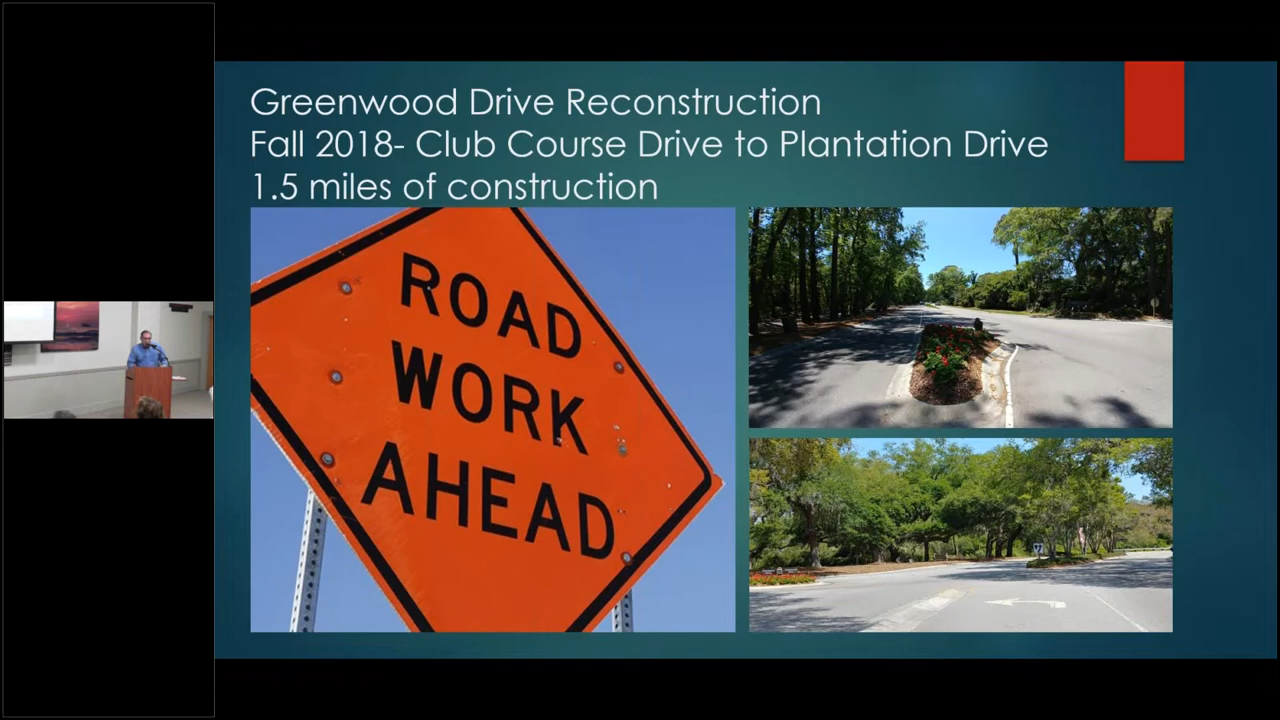 Greenwood Drive Reconstruction
Fall 2018- Club Course Drive to Plantation Drive
1.5 miles of construction
ROAD
WORK
AHEAD